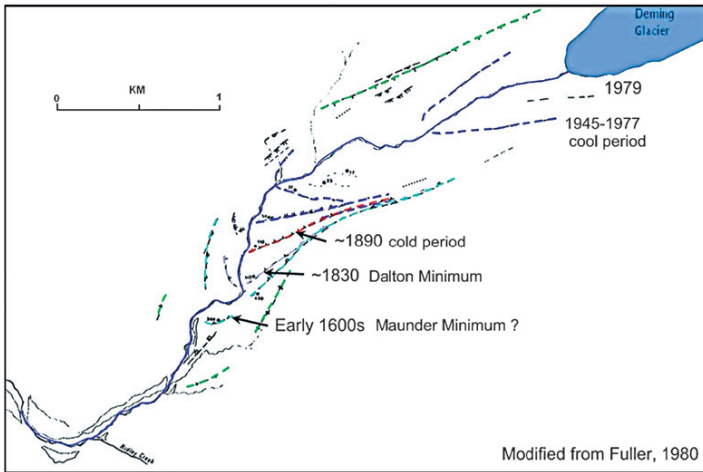 Deming
Glacier
KM
0
1
1979
1945-1977
cool period
~1890 cold period
~1830 Dalton Minimum
Early 1600s Maunder Minimum ?
Ridley Creek
Modified from Fuller, 1980